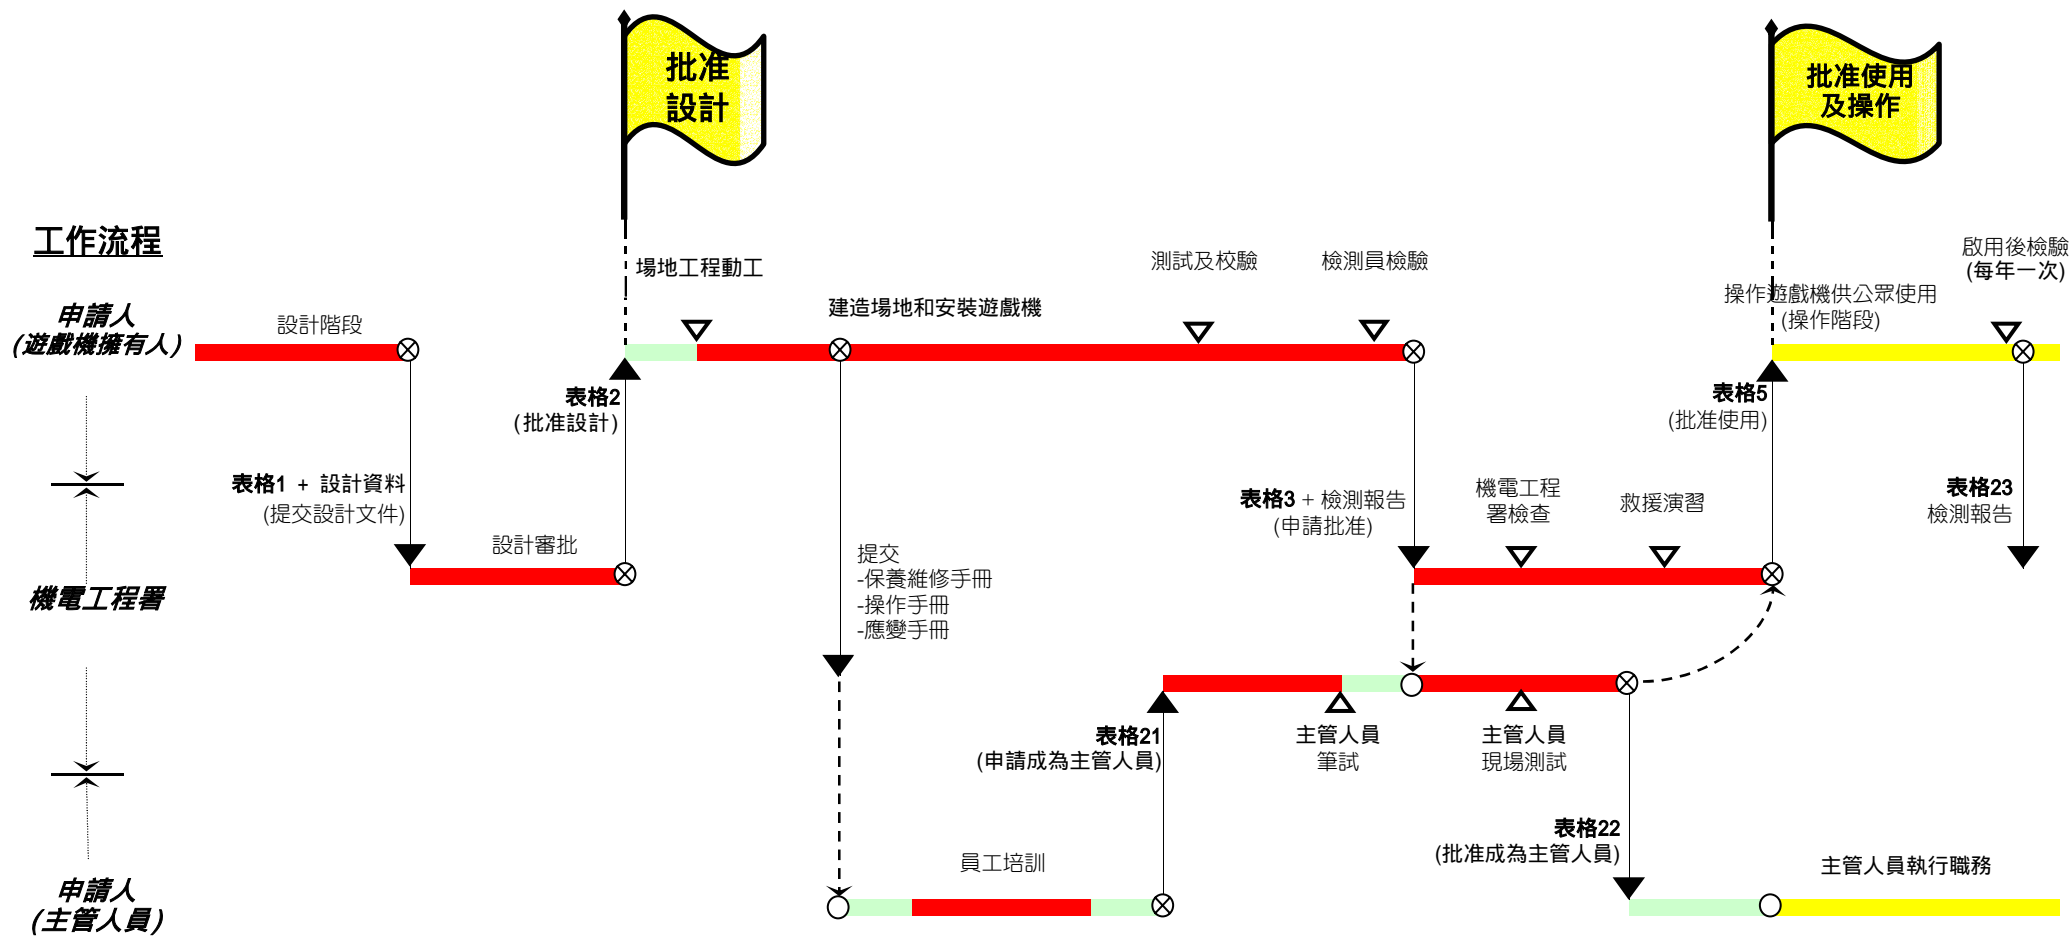 批准
設計
批准使用
及操作
工作流程
申請人
(遊戲機擁有人)
設計階段
場地工程動工
建造場地和安裝遊戲機
測試及校驗
檢測員檢驗
操作遊戲機供公眾使用
(操作階段)
啟用後檢驗
(每年一次)
表格2
(批准設計)
表格5
(批准使用)
表格1 + 設計資料
(提交設計文件)
表格3 + 檢測報告
(申請批准)
機電工程
署檢查
救援演習
表格23
檢測報告
機電工程署
設計審批
提交
-保養維修手冊
-操作手冊
-應變手冊
表格21
(申請成為主管人員)
主管人員
筆試
主管人員
現場測試
表格22
(批准成為主管人員)
申請人
(主管人員)
員工培訓
主管人員執行職務